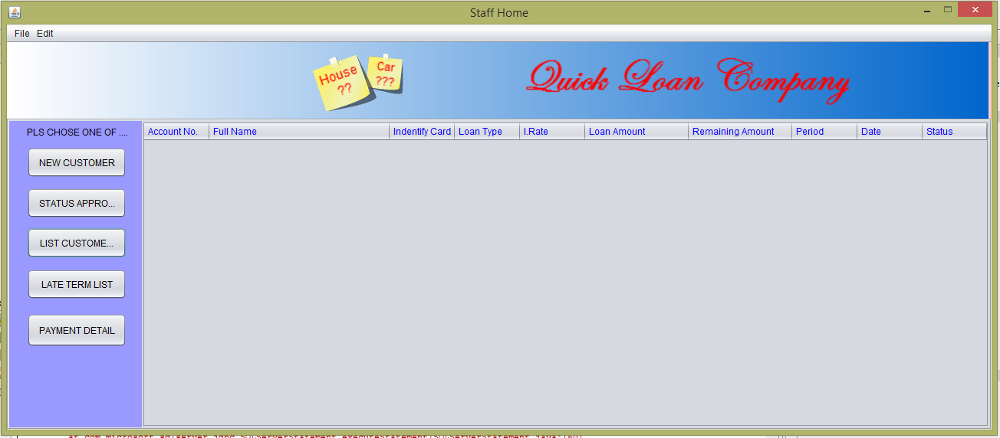 Staff Home
File Edit
House
??
Car
???
Quick Loan Company
PLS CHOSE ONE OF ....
NEW CUSTOMER
STATUS APPRO...
LIST CUSTOME...
LATE TERM LIST
PAYMENT DETAIL
Account No. Full Name Indentify Card Loan Type I.Rate Loan Amount Remaining Amount Period Date Status